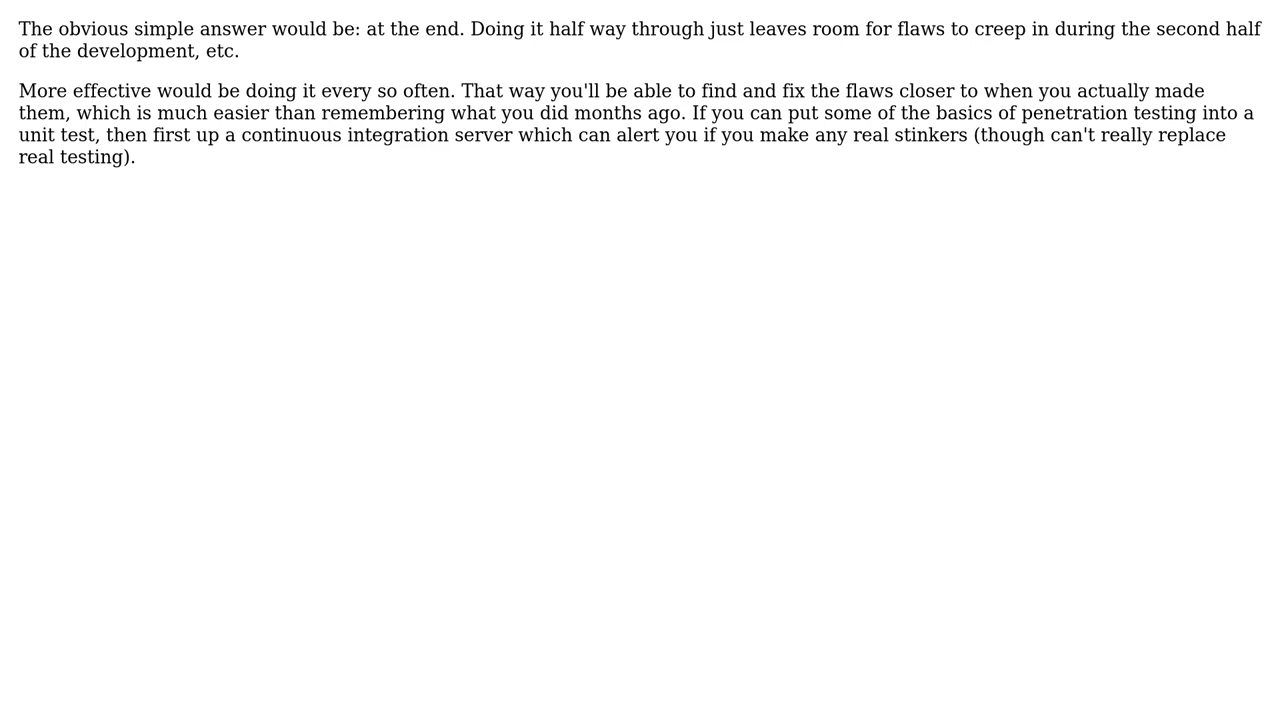 The obvious simple answer would be: at the end. Doing it half way through just leaves room for flaws to creep in during the second half
of the development, etc.
More effective would be doing it every so often. That way you'll be able to find and fix the flaws closer to when you actually made
them, which is much easier than remembering what you did months ago. If you can put some of the basics of penetration testing into a
unit test, then first up a continuous integration server which can alert you if you make any real stinkers (though can't really replace
real testing).